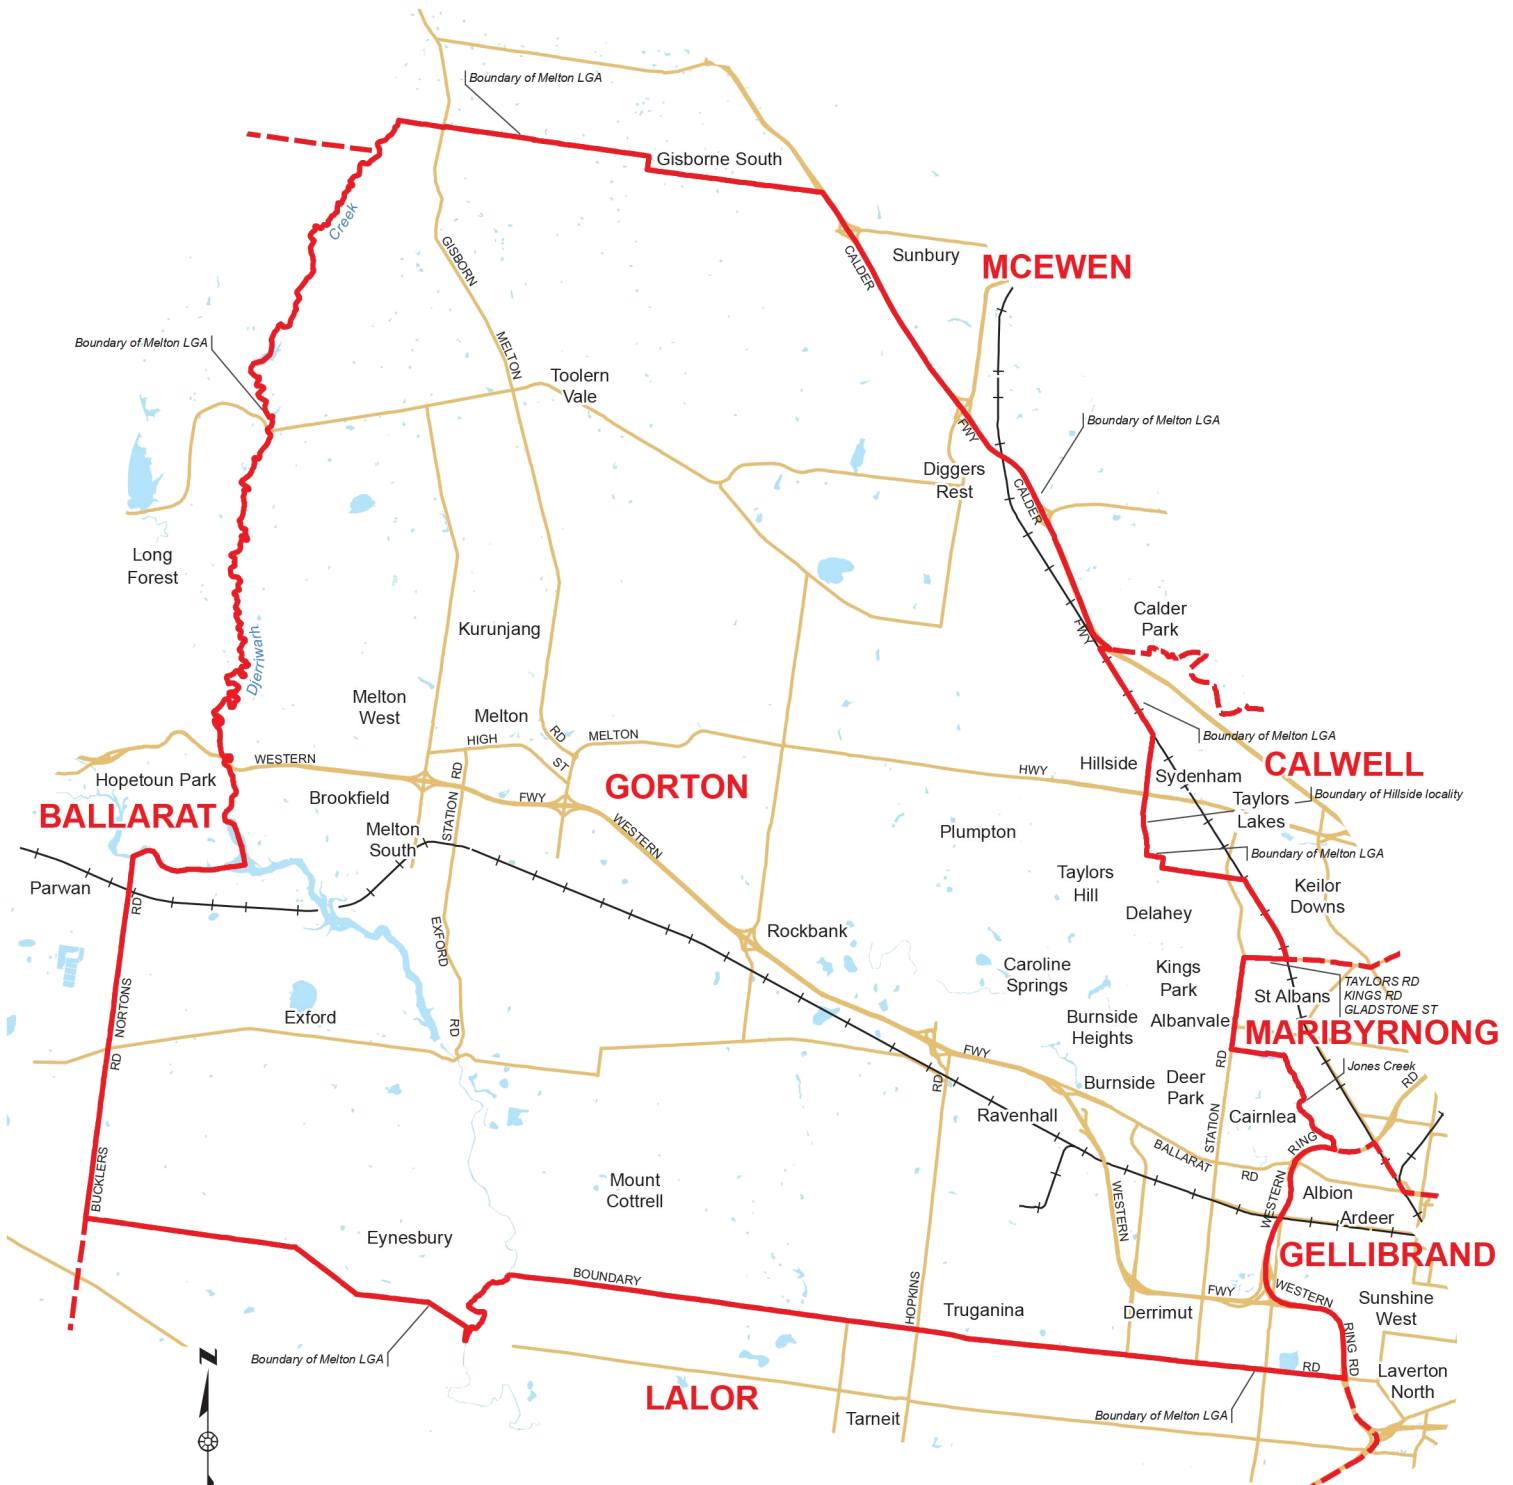 Boundary of Melton LGA
Gisborne South
Creek
GISBORN
Sunbury
CALDER
MCEWEN
Boundary of Melton LGA
MELTON
Toolern
Vale
FWY
Boundary of Melton LGA
Diggers
Rest
CALDER
Long
Forest
Calder
Park
FWY
Kurunjang
Djerriwarh
Melton
West
Melton
HIGH
RD
MELTON
ST
Boundary of Melton LGA
WESTERN
Hopetoun Park
BALLARAT
Brookfield
RD
STATION
FWY
GORTON
HWY
Hillside
Sydenham
CALWELL
Taylors
Lakes
Boundary of Hillside locality
Melton
South
WESTERN
Plumpton
Boundary of Melton LGA
Parwan
RD
Taylors
Hill
Keilor
Downs
Delahey
EXFORD
Rockbank
Caroline
Springs
Kings
Park
St Albans
TAYLORS RD
KINGS RD
GLADSTONE ST
NORTONS
Exford
RD
Burnside
Heights
Albanvale
MARIBYRNONG
RD
FWY
RD
Jones Creek
RD
RD
Burnside
Deer
Park
Ravenhall
Cairnlea
STATION
RING
BALLARAT
RD
BUCKLERS
Mount
Cottrell
WESTERN
WESTERN
Albion
Ardeer
Eynesbury
GELLIBRAND
BOUNDARY
HOPKINS
Truganina
Derrimut
FWY
WESTERN
Sunshine
West
RING RD
Boundary of Melton LGA
RD
Laverton
North
LALOR
Tarneit
Boundary of Melton LGA
N